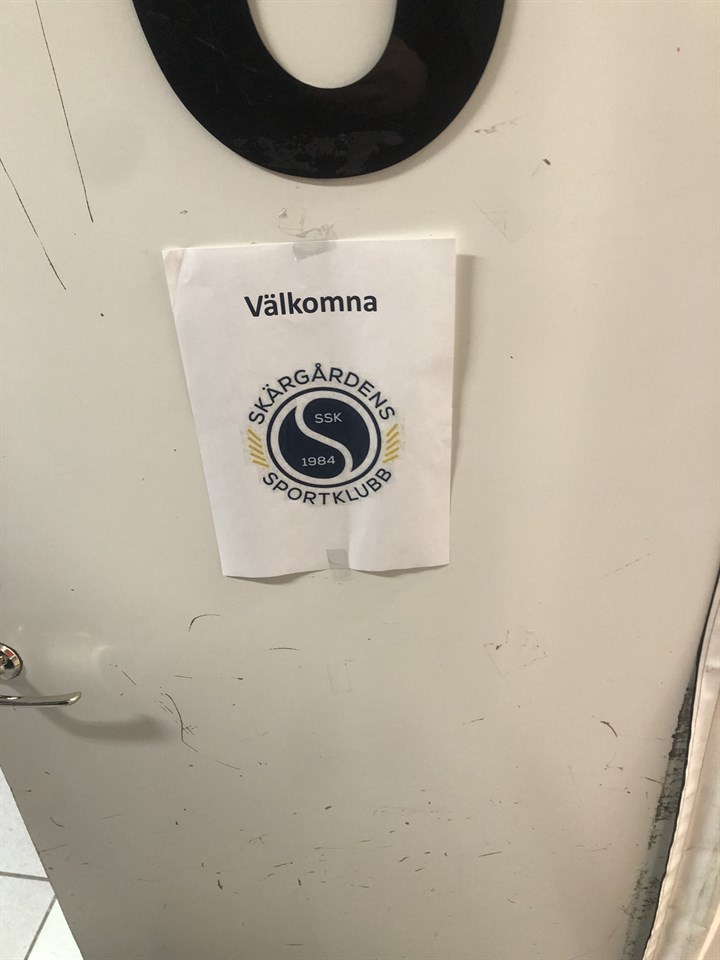 Välkomna
SKÄRGÅRDENS
SSK
1984
SPORTKLUBB